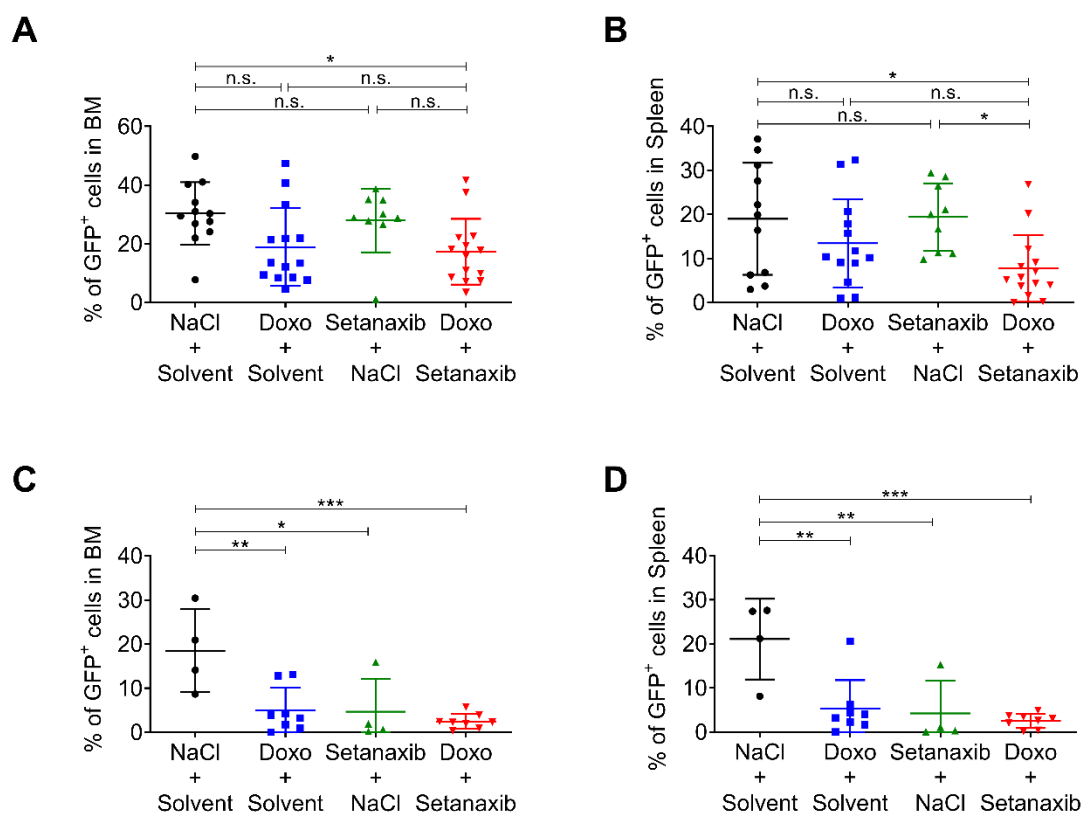 A
*
n.s.
n.s.
n.s.
n.s.
% of GFP+ cells in BM
60
40
20
0
NaCl
+
Solvent
Doxo
+
Solvent
Setanaxib
+
NaCl
Doxo
+
Setanaxib
B
*
n.s.
n.s.
n.s.
*
% of GFP+ cells in Spleen
40
30
20
10
0
NaCl
+
Solvent
Doxo
+
Solvent
Setanaxib
+
NaCl
Doxo
+
Setanaxib
C
***
*
**
% of GFP+ cells in BM
40
30
20
10
0
NaCl
+
Solvent
Doxo
+
Solvent
Setanaxib
+
NaCl
Doxo
+
Setanaxib
D
***
**
**
% of GFP+ cells in Spleen
40
30
20
10
0
NaCl
+
Solvent
Doxo
+
Solvent
Setanaxib
+
NaCl
Doxo
+
Setanaxib